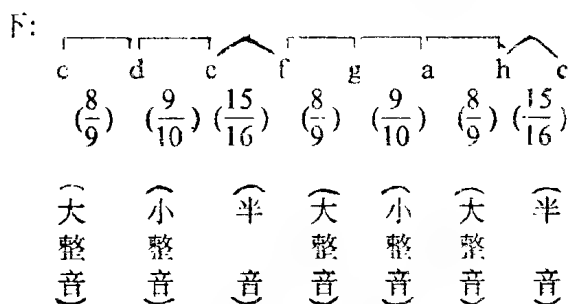 下:
c d e f g a h c
(8/9) (9/10) (15/16) (8/9) (9/10) (8/9) (15/16)
(大整音) (小整音) (半音) (大整音) (小整音) (大整音) (半音)